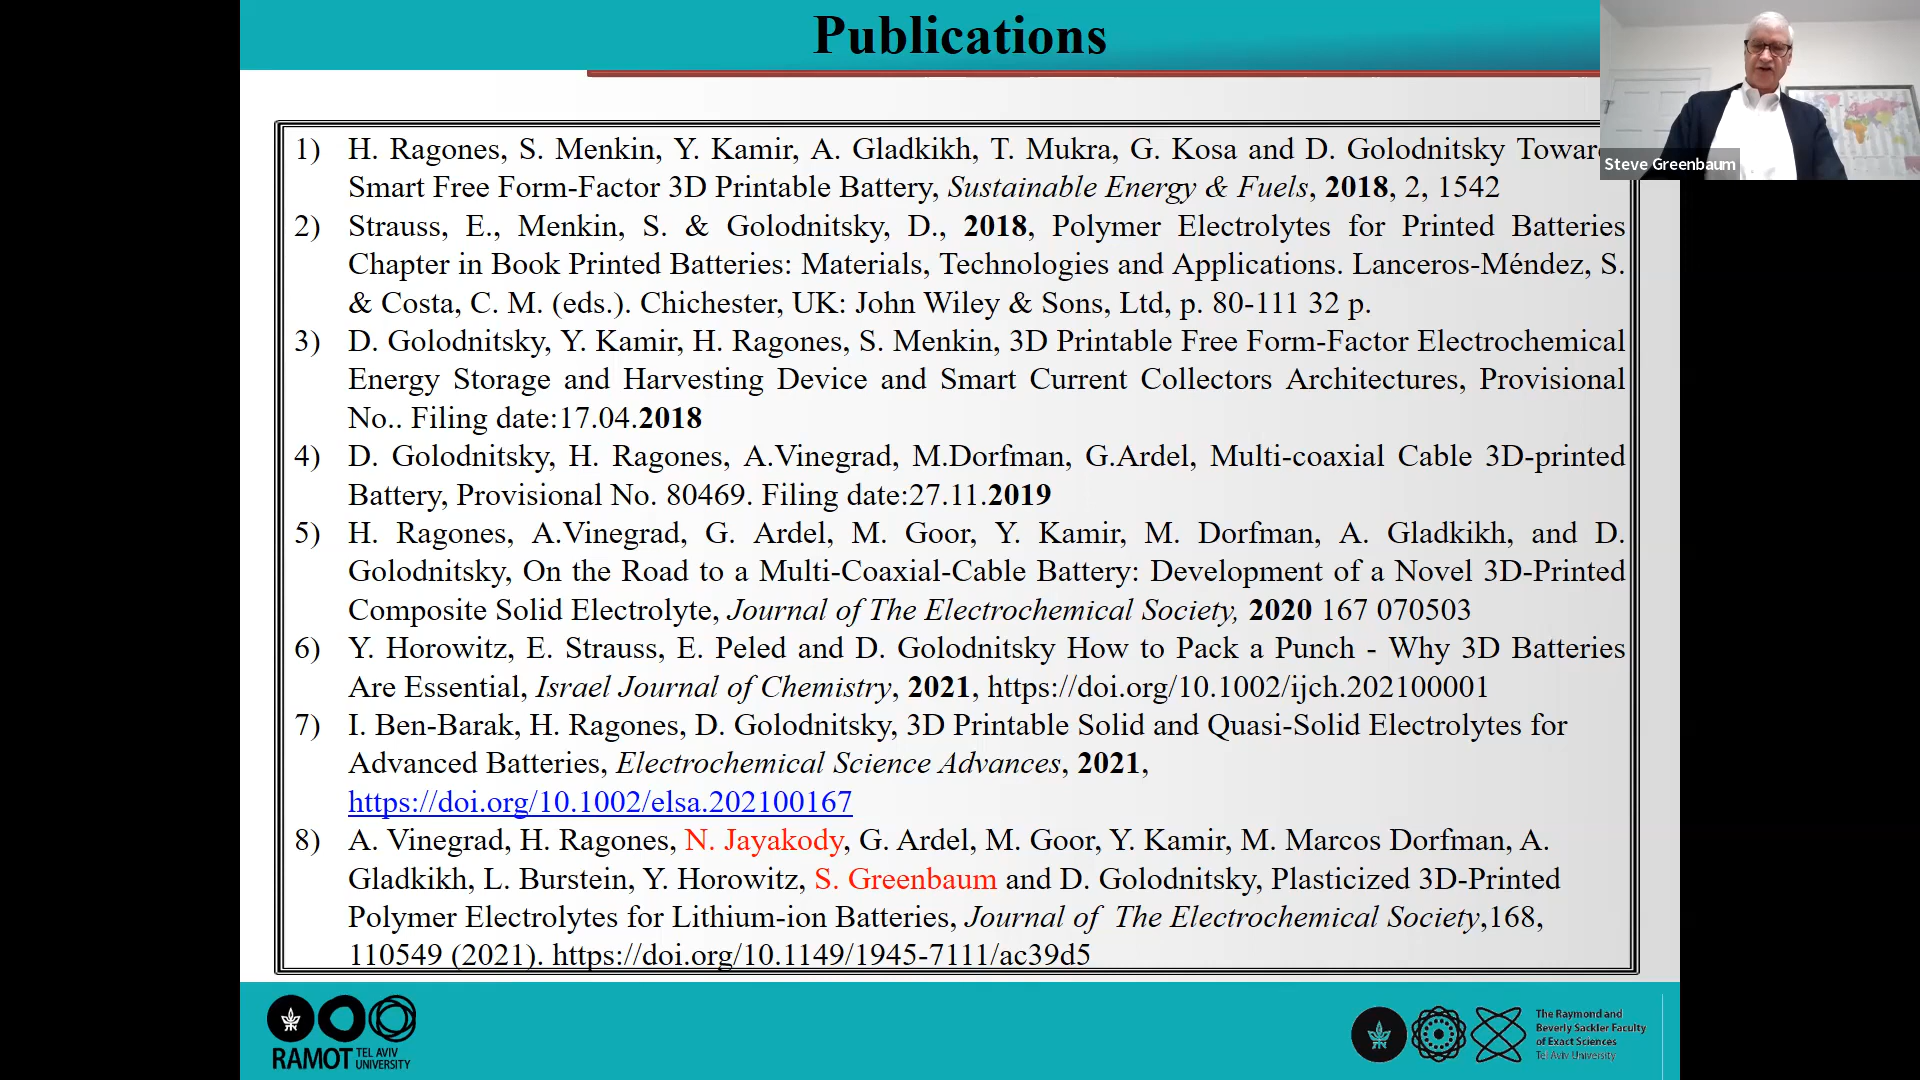 Publications
Steve Greenbaum
1) H. Ragones, S. Menkin, Y. Kamir, A. Gladkikh, T. Mukra, G. Kosa and D. Golodnitsky
Smart Free Form-Factor 3D Printable Battery, Sustainable Energy & Fuels, 2018, 2, 1542
2) Strauss, E., Menkin, S. & Golodnitsky, D., 2018, Polymer Electrolytes for Printed Batteries
Chapter in Book Printed Batteries: Materials, Technologies and Applications. Lanceros-Méndez, S.
& Costa, C. M. (eds.). Chichester, UK: John Wiley & Sons, Ltd, p. 80-111 32 p.
3) D. Golodnitsky, Y. Kamir, H. Ragones, S. Menkin, 3D Printable Free Form-Factor Electrochemical
Energy Storage and Harvesting Device and Smart Current Collectors Architectures, Provisional
No.. Filing date:17.04.2018
4) D. Golodnitsky, H. Ragones, A.Vinegrad, M.Dorfman, G.Ardel, Multi-coaxial Cable 3D-printed
Battery, Provisional No. 80469. Filing date:27.11.2019
5) H. Ragones, A.Vinegrad, G. Ardel, M. Goor, Y. Kamir, M. Dorfman, A. Gladkikh, and D.
Golodnitsky, On the Road to a Multi-Coaxial-Cable Battery: Development of a Novel 3D-Printed
Composite Solid Electrolyte, Journal of The Electrochemical Society, 2020 167 070503
6) Y. Horowitz, E. Strauss, E. Peled and D. Golodnitsky How to Pack a Punch - Why 3D Batteries
Are Essential, Israel Journal of Chemistry, 2021, https://doi.org/10.1002/ijch.202100001
7) I. Ben-Barak, H. Ragones, D. Golodnitsky, 3D Printable Solid and Quasi-Solid Electrolytes for
Advanced Batteries, Electrochemical Science Advances, 2021,
https://doi.org/10.1002/elsa.202100167
8) A. Vinegrad, H. Ragones, N. Jayakody, G. Ardel, M. Goor, Y. Kamir, M. Marcos Dorfman, A.
Gladkikh, L. Burstein, Y. Horowitz, S. Greenbaum and D. Golodnitsky, Plasticized 3D-Printed
Polymer Electrolytes for Lithium-ion Batteries, Journal of The Electrochemical Society,168,
110549 (2021). https://doi.org/10.1149/1945-7111/ac39d5
RAMOT TEL AVIV
UNIVERSITY
The Raymond and
Beverly Sackler Faculty
of Exact Sciences
Tel Aviv University